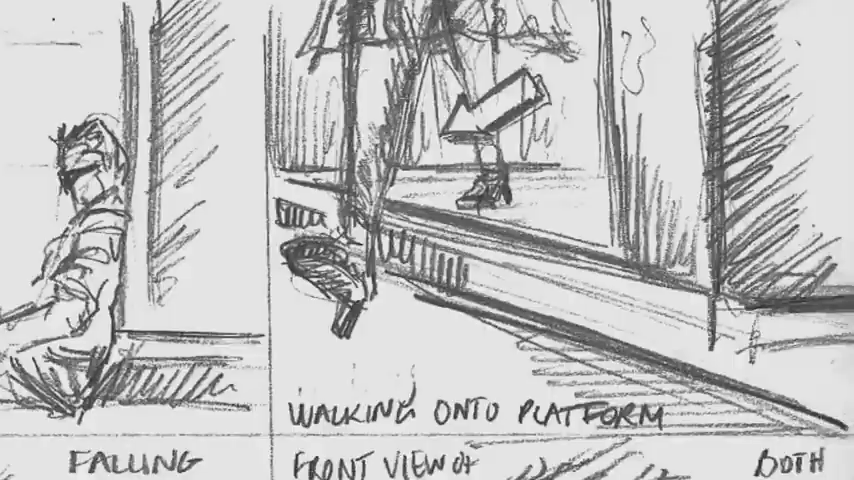 WALKING ONTO PLATFORM
FALLING
FRONT VIEW OF
BOTH